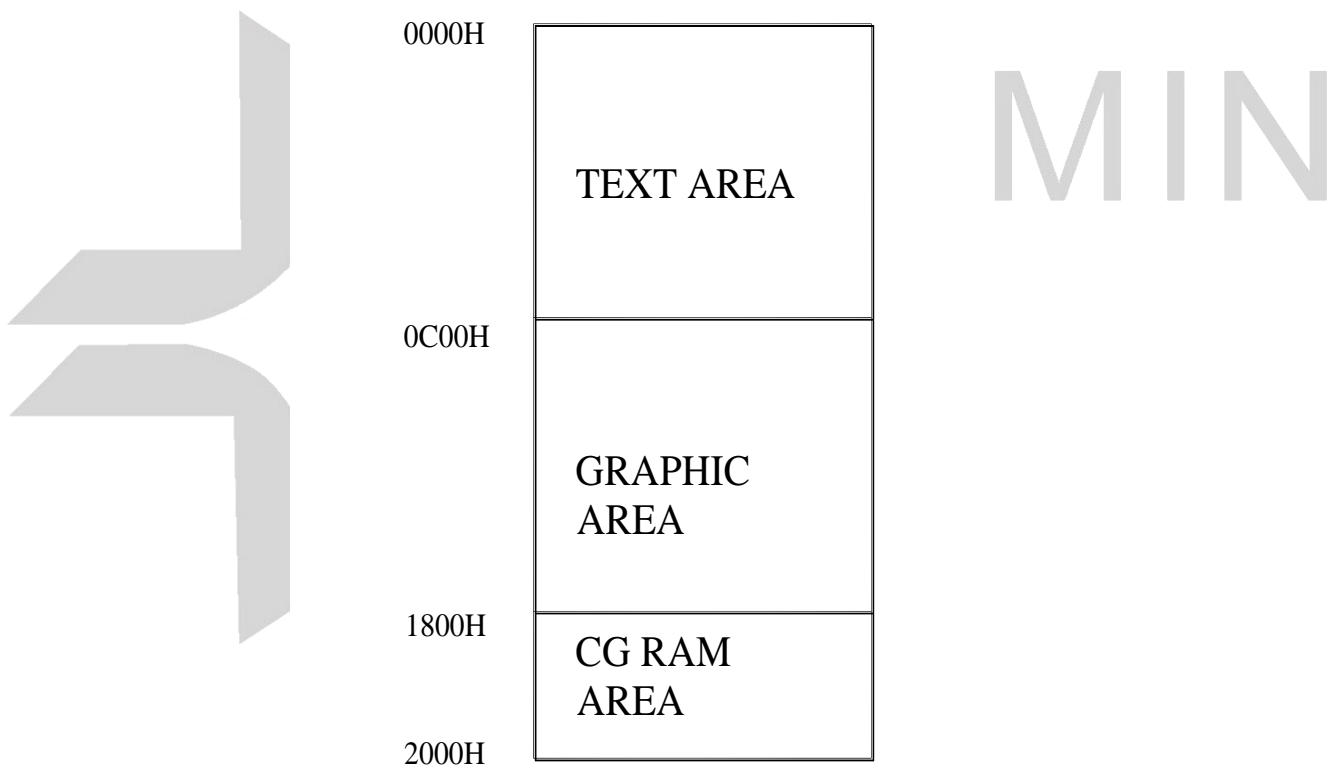 0000H
MIN
TEXT AREA
0C00H
GRAPHIC
AREA
1800H
CG RAM
AREA
2000H